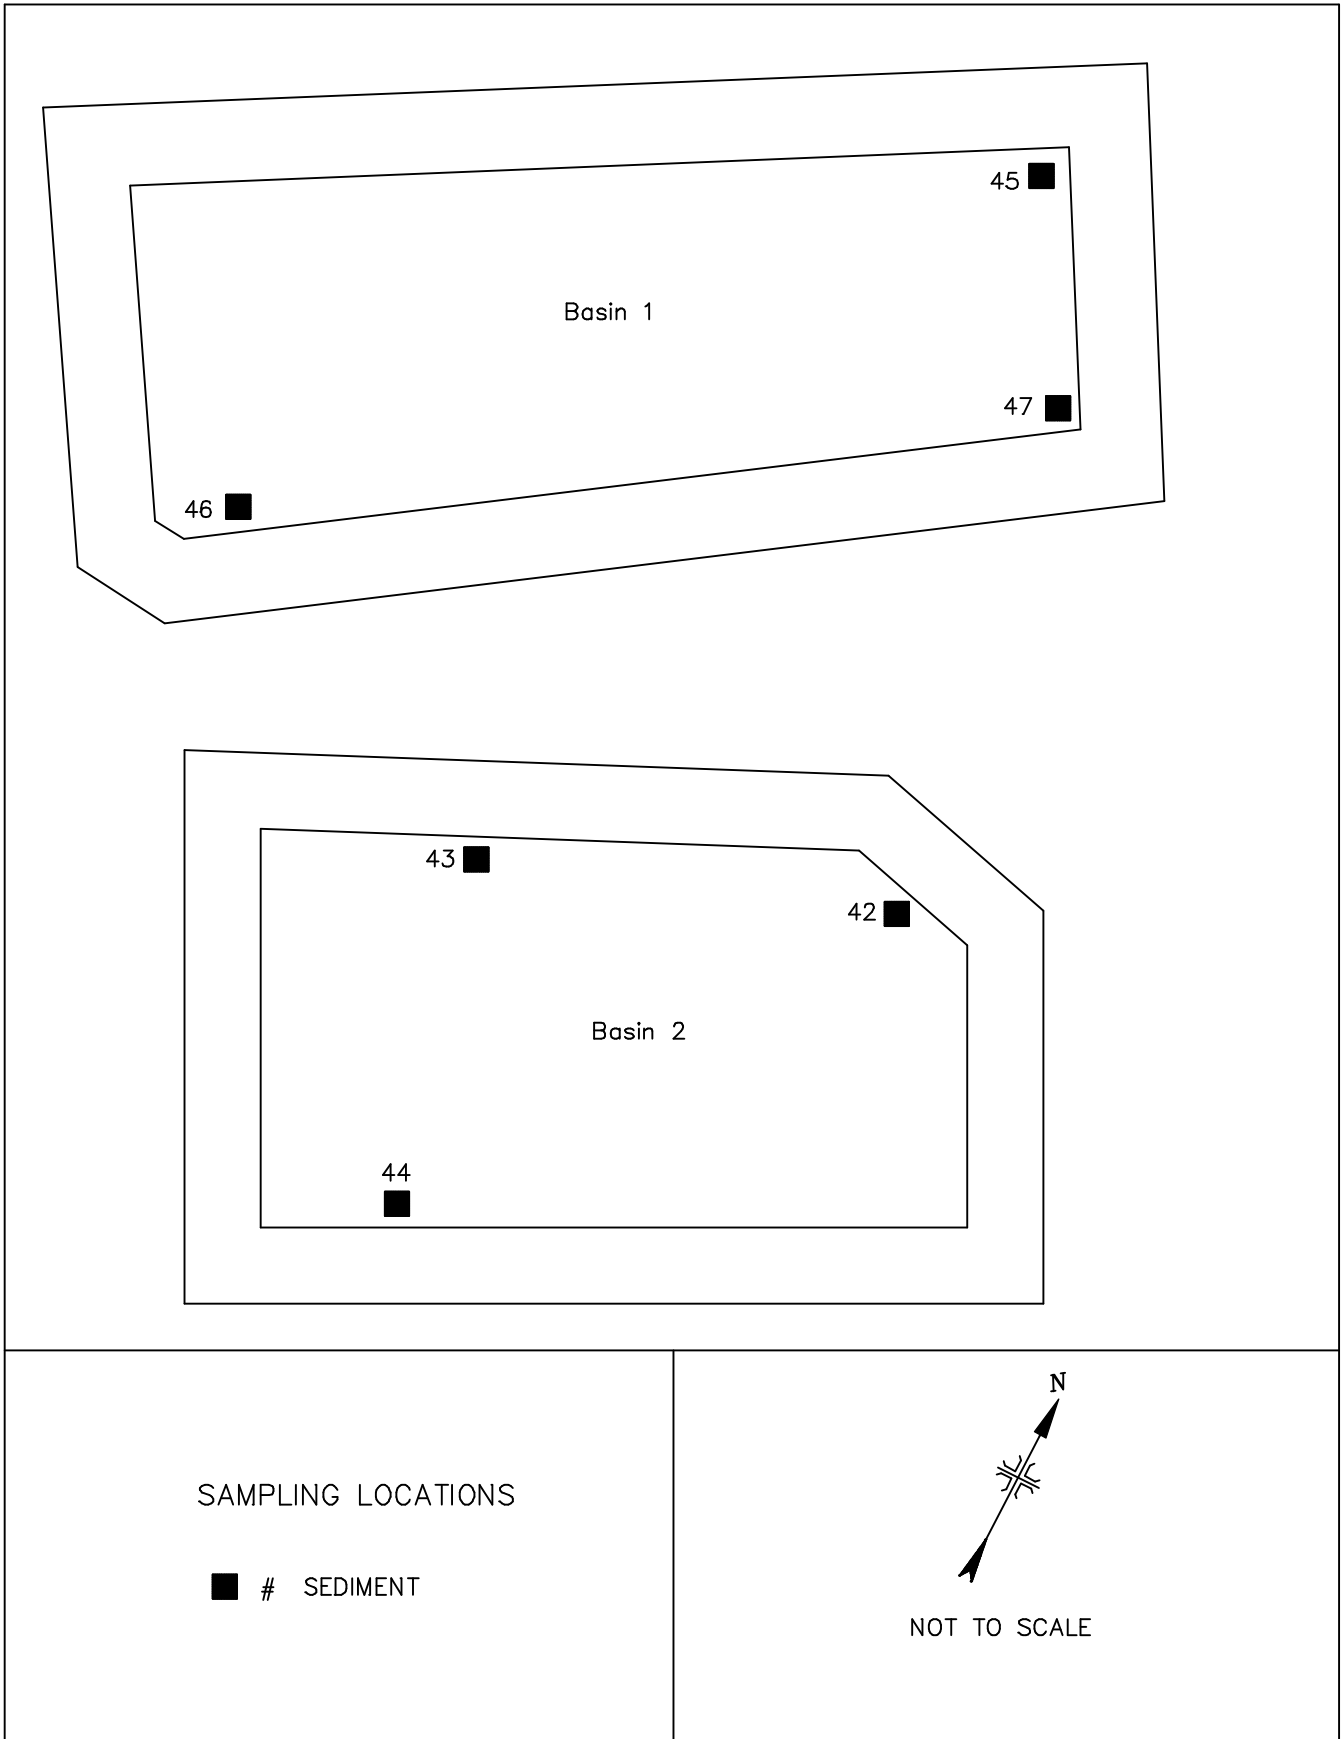 45
Basin 1
47
46
43
42
Basin 2
44
N
SAMPLING LOCATIONS
# SEDIMENT
NOT TO SCALE